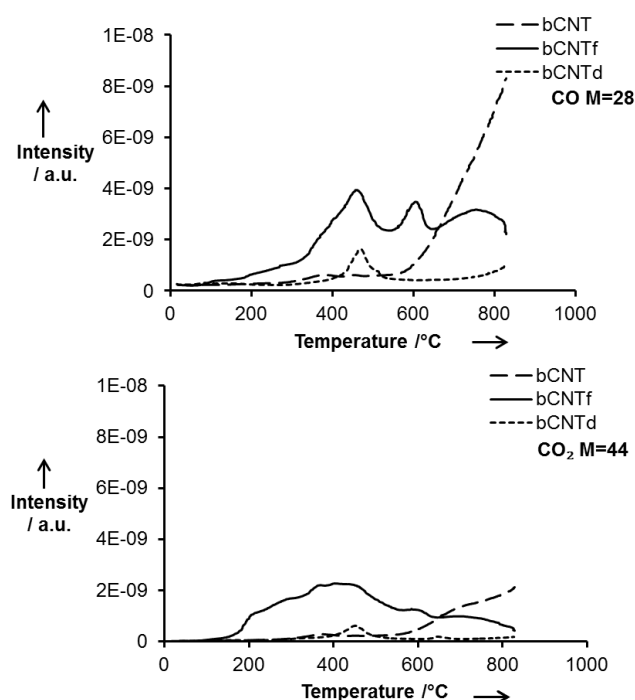 bCNT
bCNTf
bCNTd
CO M=28
1E-08
8E-09
6E-09
4E-09
2E-09
0
Intensity
/ a.u.
0 200 400 600 800 1000
Temperature /°C
bCNT
bCNTf
bCNTd
CO₂ M=44
1E-08
8E-09
6E-09
4E-09
2E-09
0
Intensity
/ a.u.
0 200 400 600 800 1000
Temperature /°C